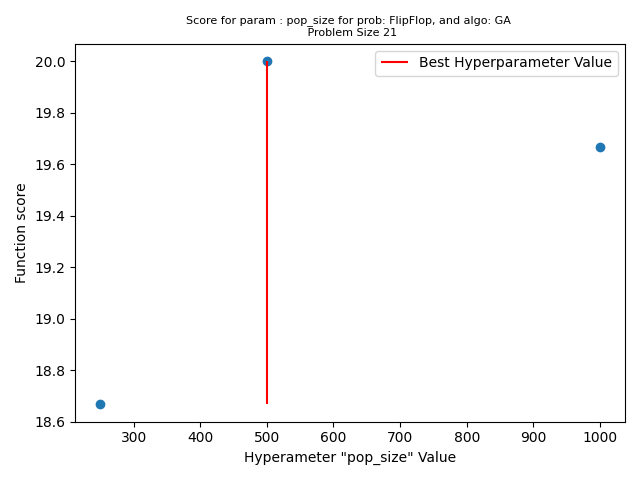 Score for param : pop_size for prob: FlipFlop, and algo: GA
Problem Size 21
Best Hyperparameter Value
Function score
20.0
19.8
19.6
19.4
19.2
19.0
18.8
18.6
300 400 500 600 700 800 900 1000
Hyperameter "pop_size" Value